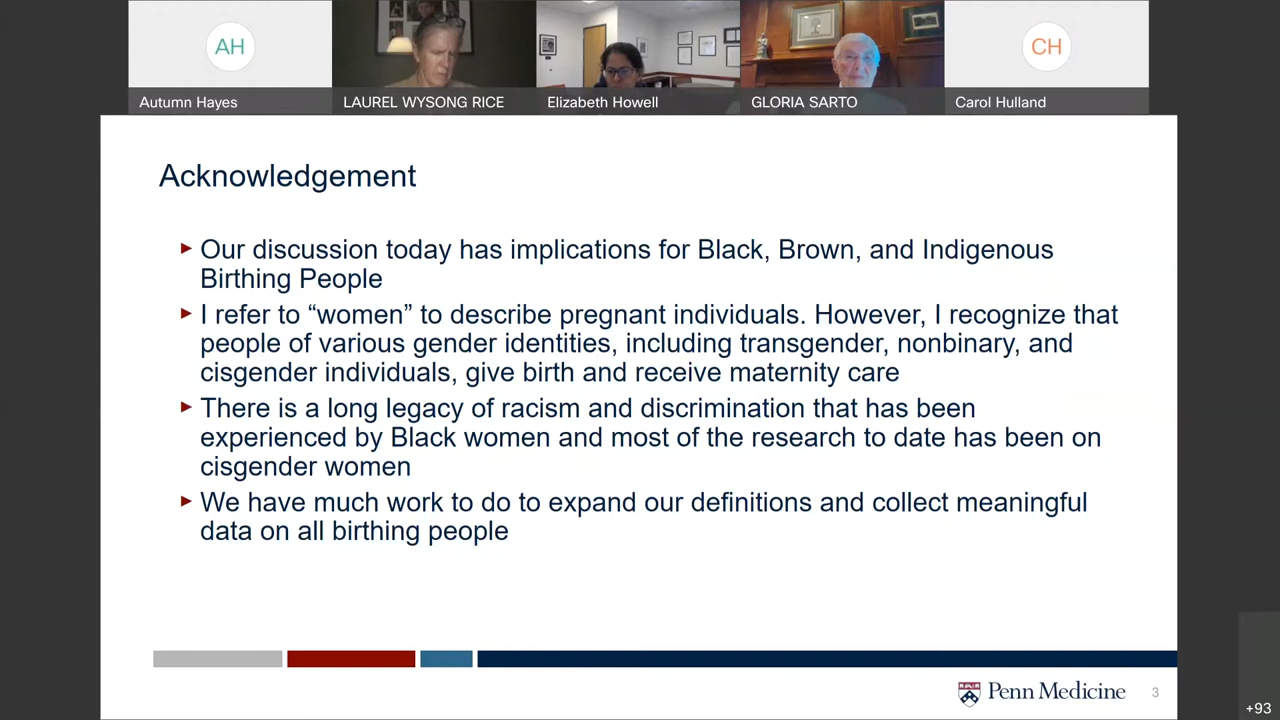 AH
CH
Autumn Hayes
LAUREL WYSONG RICE
Elizabeth Howell
GLORIA SARTO
Carol Hulland
Acknowledgement
Our discussion today has implications for Black, Brown, and Indigenous
Birthing People
I refer to “women” to describe pregnant individuals. However, I recognize that
people of various gender identities, including transgender, nonbinary, and
cisgender individuals, give birth and receive maternity care
There is a long legacy of racism and discrimination that has been
experienced by Black women and most of the research to date has been on
cisgender women
We have much work to do to expand our definitions and collect meaningful
data on all birthing people
Penn Medicine
3
+93